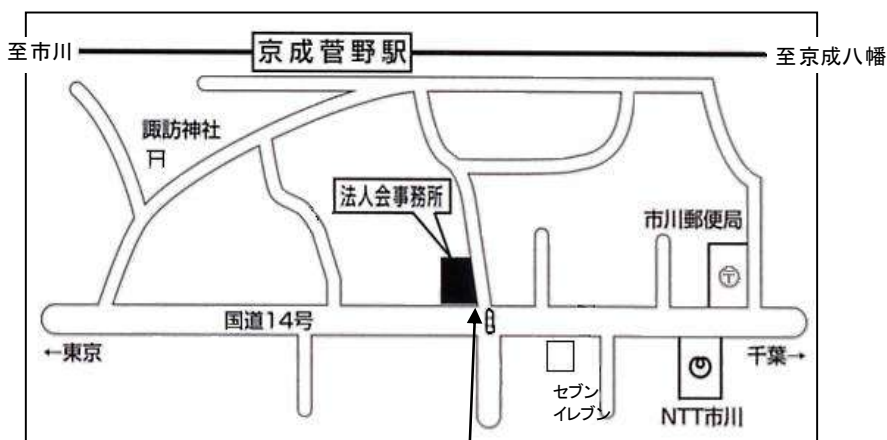 至市川
京成菅野駅
至京成八幡
諏訪神社
法人会事務所
市川郵便局
〒
国道14号
←東京
千葉→
セブン
イレブン
NTT市川